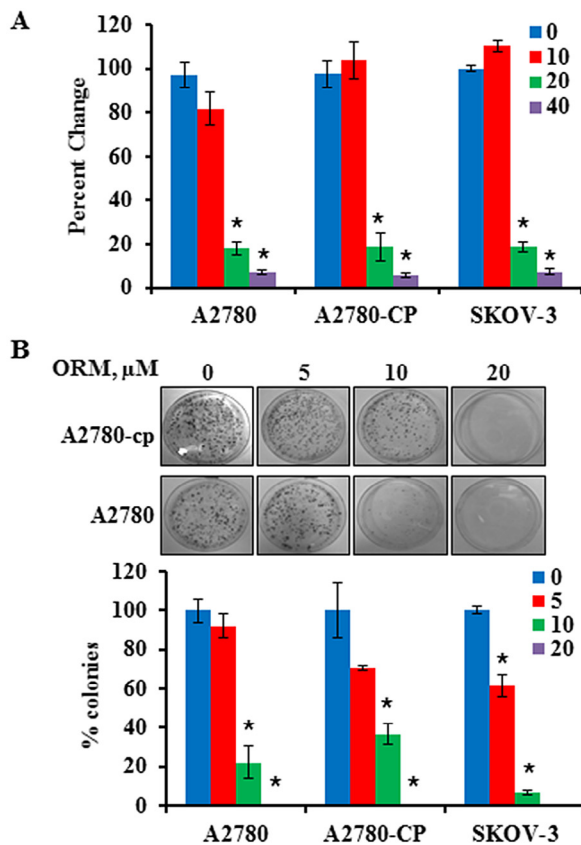 A
120
100
80
60
40
20
0
Percent Change
0
10
20
40
* * * * * *
A2780 A2780-CP SKOV-3
B
ORM, µM 0 5 10 20
A2780-cp
A2780
120
100
80
60
40
20
0
% colonies
0
5
10
20
* * * * * *
A2780 A2780-CP SKOV-3